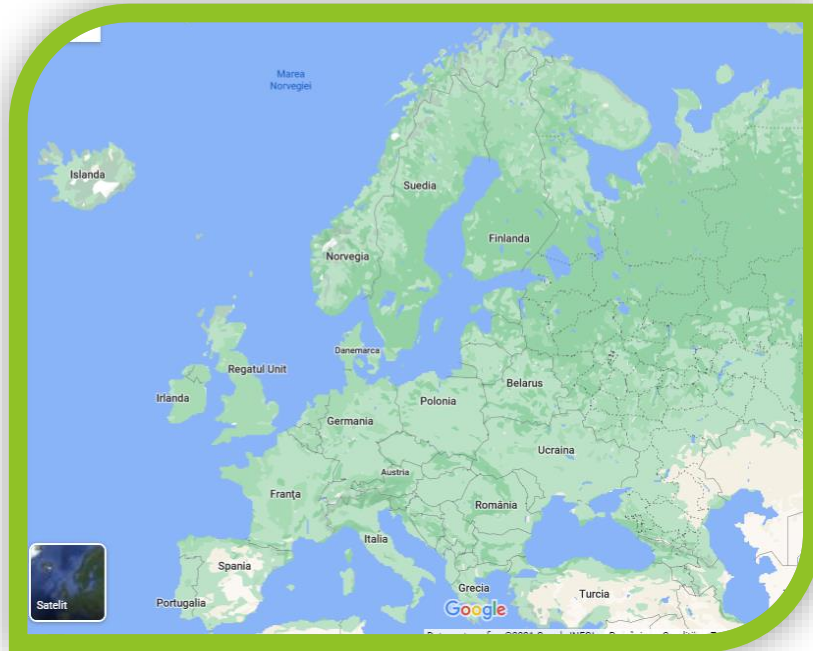 Marea
Norvegiei
Islanda
Suedia
Finlanda
Norvegia
Danemarca
Regatul Unit
Irlanda
Belarus
Polonia
Germania
Ucraina
Austria
Franța
România
Italia
Spania
Grecia
Turcia
Portugalia
Satelit
Google